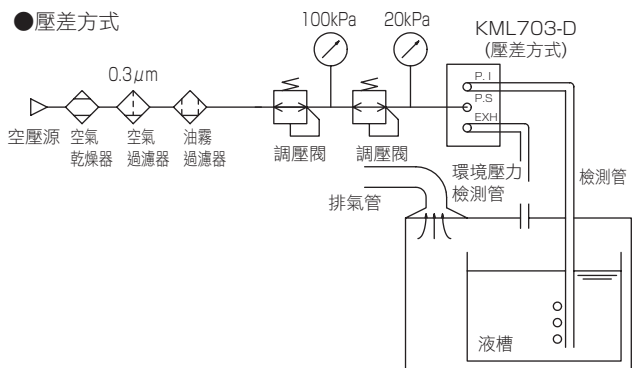 ●壓差方式
100kPa
20kPa
KML703-D
(壓差方式)
0.3μm
P. I
P.S
EXH
空壓源
空氣
乾燥器
空氣
過濾器
油霧
過濾器
調壓閥
調壓閥
環境壓力
檢測管
檢測管
排氣管
液槽